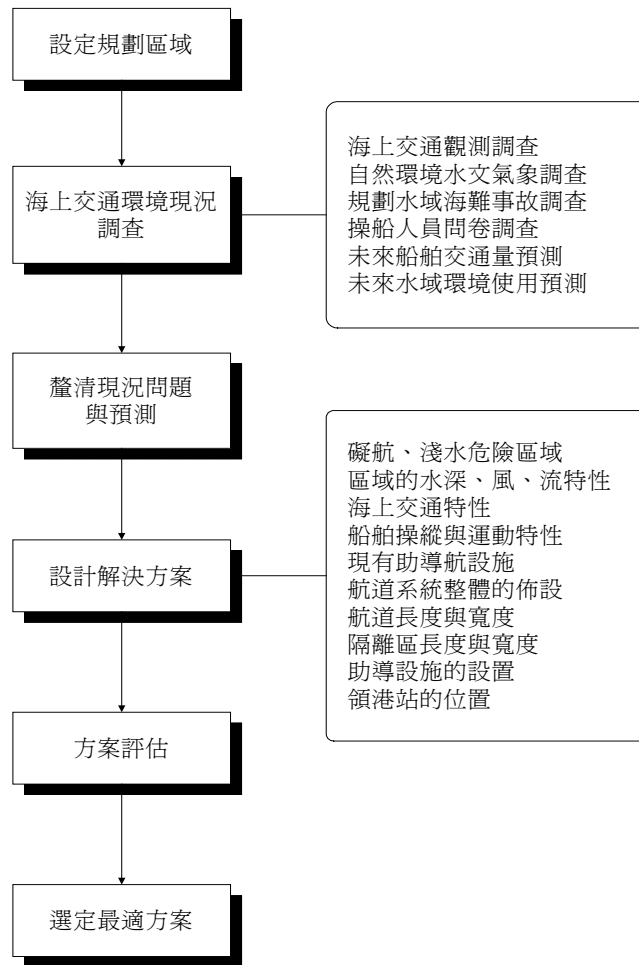 設定規劃區域
海上交通環境現況
調查
海上交通觀測調查
自然環境水文氣象調查
規劃水域海難事故調查
操船人員問卷調查
未來船舶交通量預測
未來水域環境使用預測
釐清現況問題
與預測
設計解決方案
礙航、淺水危險區域
區域的水深、風、流特性
海上交通特性
船舶操縱與運動特性
現有助導航設施
航道系統整體的佈設
航道長度與寬度
隔離區長度與寬度
助導設施的設置
領港站的位置
方案評估
選定最適方案